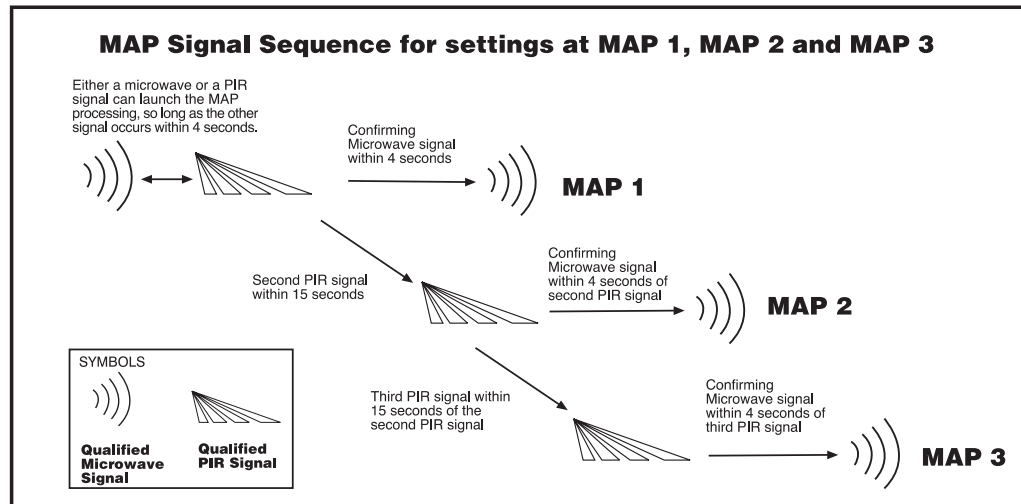 MAP Signal Sequence for settings at MAP 1, MAP 2 and MAP 3
Either a microwave or a PIR
signal can launch the MAP
processing, so long as the other
signal occurs within 4 seconds.
Confirming
Microwave signal
within 4 seconds
MAP 1
Second PIR signal
within 15 seconds
Confirming
Microwave signal
within 4 seconds of
second PIR signal
MAP 2
Third PIR signal within
15 seconds of the
second PIR signal
Confirming
Microwave signal
within 4 seconds of
third PIR signal
MAP 3
SYMBOLS
Qualified
Microwave
Signal
Qualified
PIR Signal